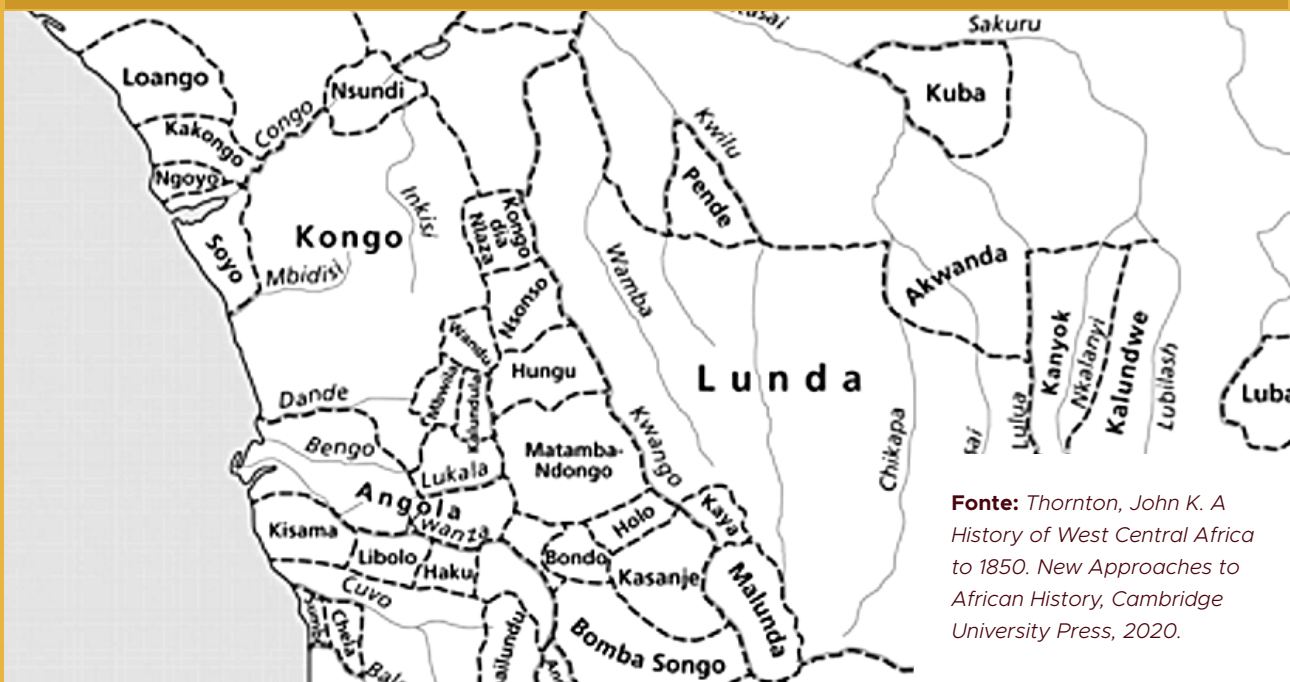 Sakuru
Loango
Nsundi
Kuba
Kakongo
Congo
Kwilu
Ngoyo
Pende
Inkisi
Kongo
dia
Nlaza
Soyo
Kongo
Mbidisi
Wamba
Akwanda
Nsonso
Wandu
Kanyok
Nkalanyi
Kalundwe
Lubilash
Hungu
Mbwila
Kalundula
Lunda
Dande
Kwango
Chikapa
Lulua
Bengo
Lukala
Matamba-
Ndongo
Angola
Wanza
Holo
Kaya
Kisama
Libolo
Haku
Bondo
Kasanje
Malunda
Cuvo
Chela
Bomba Songo
Fonte: Thornton, John K. A
History of West Central Africa
to 1850. New Approaches to
African History, Cambridge
University Press, 2020.